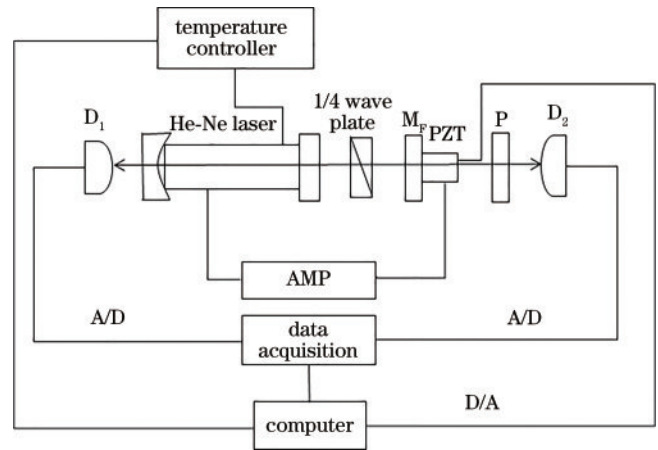 temperature
controller
1/4 wave
plate
D1
He-Ne laser
MF
PZT
P
D2
AMP
A/D
data
acquisition
A/D
D/A
computer